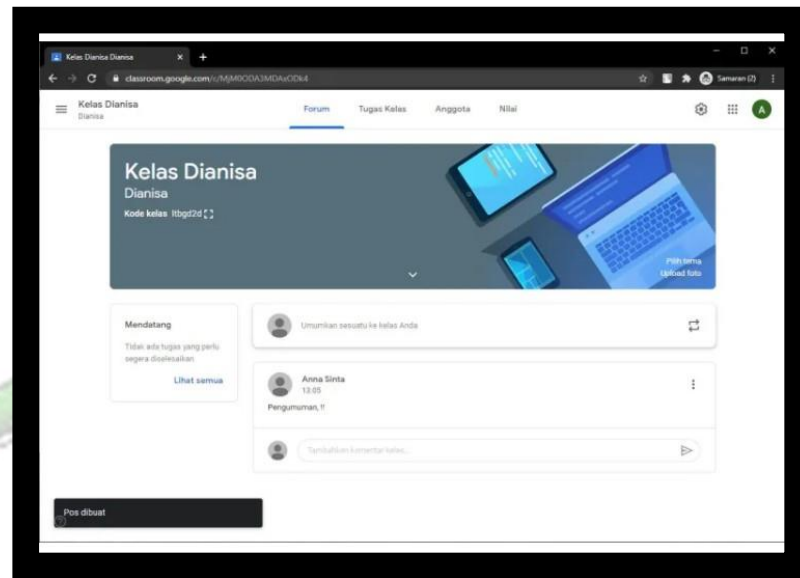 Kelas Dianisa Dianisa
classroom.google.com/c/MjM0ODA3MDAxODk4
Samaran (2)
Kelas Dianisa
Dianisa
Forum Tugas Kelas Anggota Nilai
A
Kelas Dianisa
Dianisa
Kode kelas ltbgd2d
Pilih tema
Upload foto
Mendatang
Tidak ada tugas yang perlu
segera diselesaikan
Lihat semua
Umumkan sesuatu ke kelas Anda
Anna Sinta
13.05
Pengumuman, !!
Tambahkan komentar kelas...
Pos dibuat